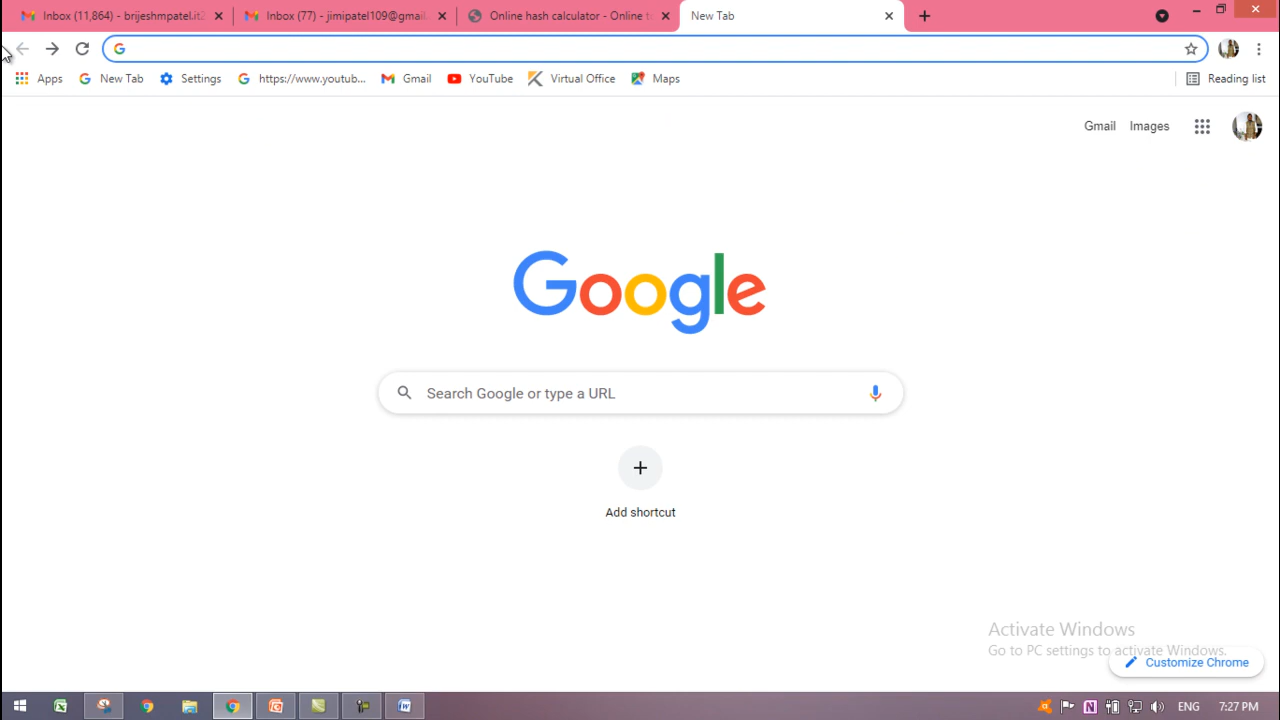 Inbox (11,864) - brijeshmpatel.it2
Inbox (77) - jimipatel109@gmail.
Online hash calculator - Online to
New Tab
Apps
New Tab
Settings
https://www.youtub...
Gmail
YouTube
Virtual Office
Maps
Reading list
Gmail
Images
Google
Search Google or type a URL
Add shortcut
Activate Windows
Go to PC settings to activate Windows.
Customize Chrome
ENG
7:27 PM